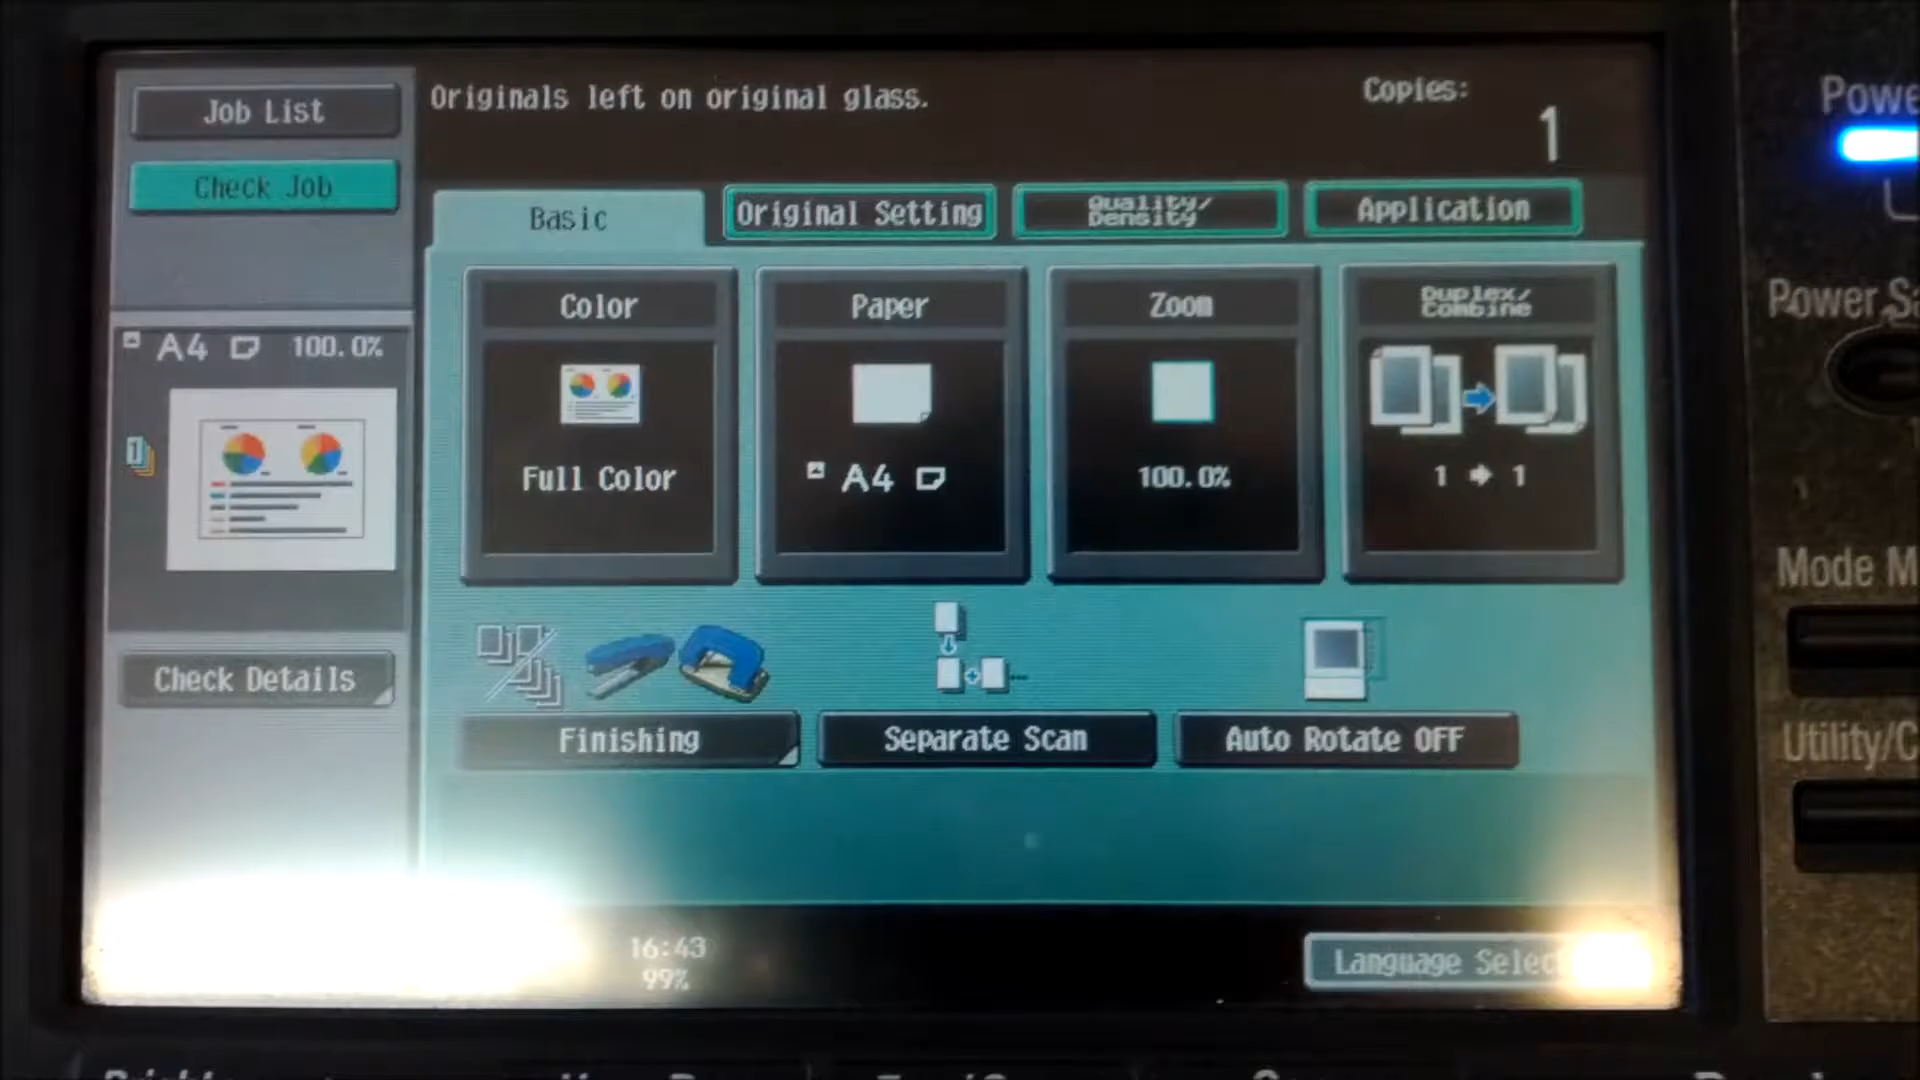 Job List
Check Job
Originals left on original glass.
Copies:
1
Basic
Original Setting
Quality/
Density
Application
A4 100.0%
1
Check Details
Color
Full Color
Paper
A4
Zoom
100.0%
Duplex/
Combine
1 → 1
Finishing
Separate Scan
Auto Rotate OFF
16:43
99%
Language Selec
Powe
Power Sa
Mode M
Utility/C